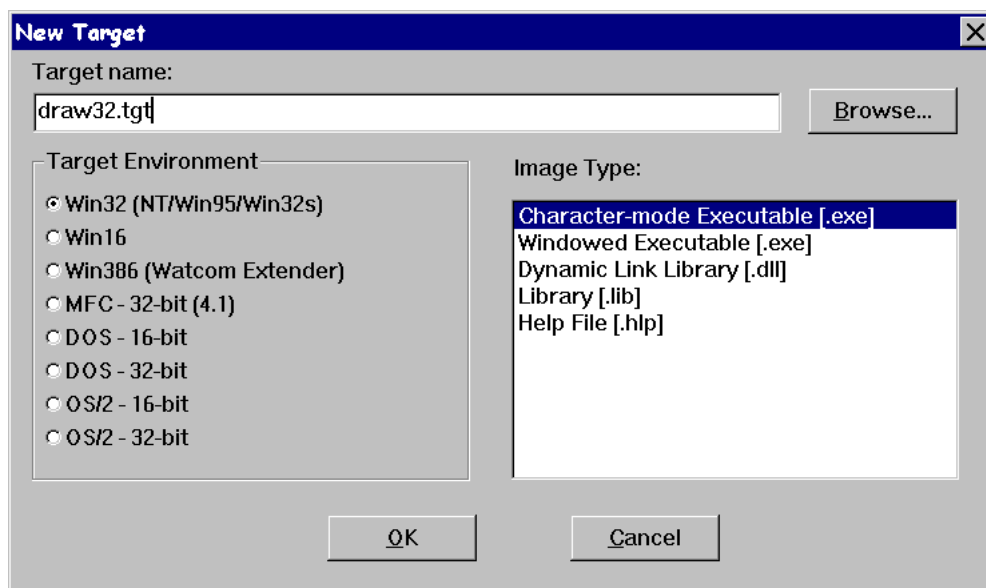 New Target
Target name:
draw32.tgt
Browse...
Target Environment
Win32 (NT/Win95/Win32s)
Win16
Win386 (Watcom Extender)
MFC - 32-bit (4.1)
DOS - 16-bit
DOS - 32-bit
OS/2 - 16-bit
OS/2 - 32-bit
Image Type:
Character-mode Executable [.exe]
Windowed Executable [.exe]
Dynamic Link Library [.dll]
Library [.lib]
Help File [.hlp]
OK
Cancel